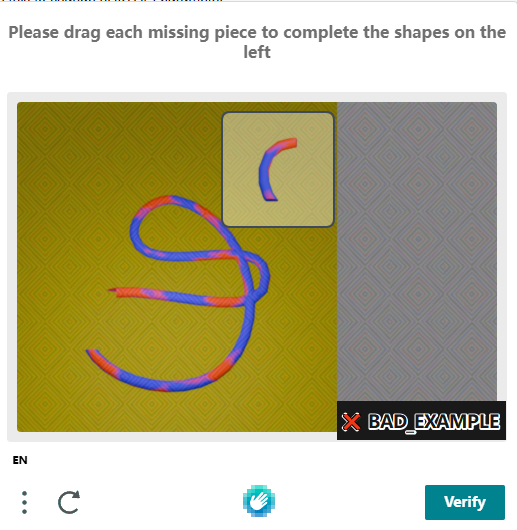 Please drag each missing piece to complete the shapes on the
left
BAD_EXAMPLE
EN
Verify